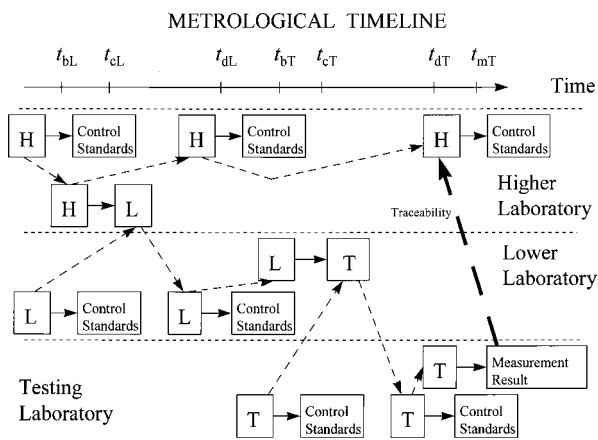 METROLOGICAL TIMELINE
tbL tcL tdL tbT tcT tdT tmT
Time
H Control Standards H Control Standards H Control Standards
H L
Higher
Laboratory
Traceability
Lower
Laboratory
L T
L Control Standards L Control Standards
Testing
Laboratory
T Measurement Result
T Control Standards T Control Standards